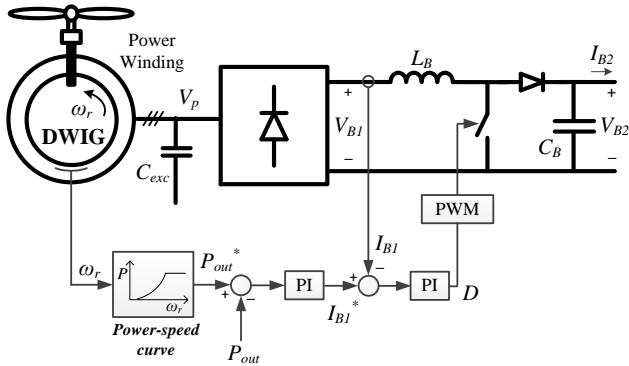 Power
Winding
ω_r
DWIG
V_p
C_exc
+
V_B1
−
L_B
I_B2
+
V_B2
−
C_B
PWM
I_B1
ω_r
P
ω_r
Power-speed
curve
P_out*
+
−
P_out
PI
I_B1*
+
−
PI
D